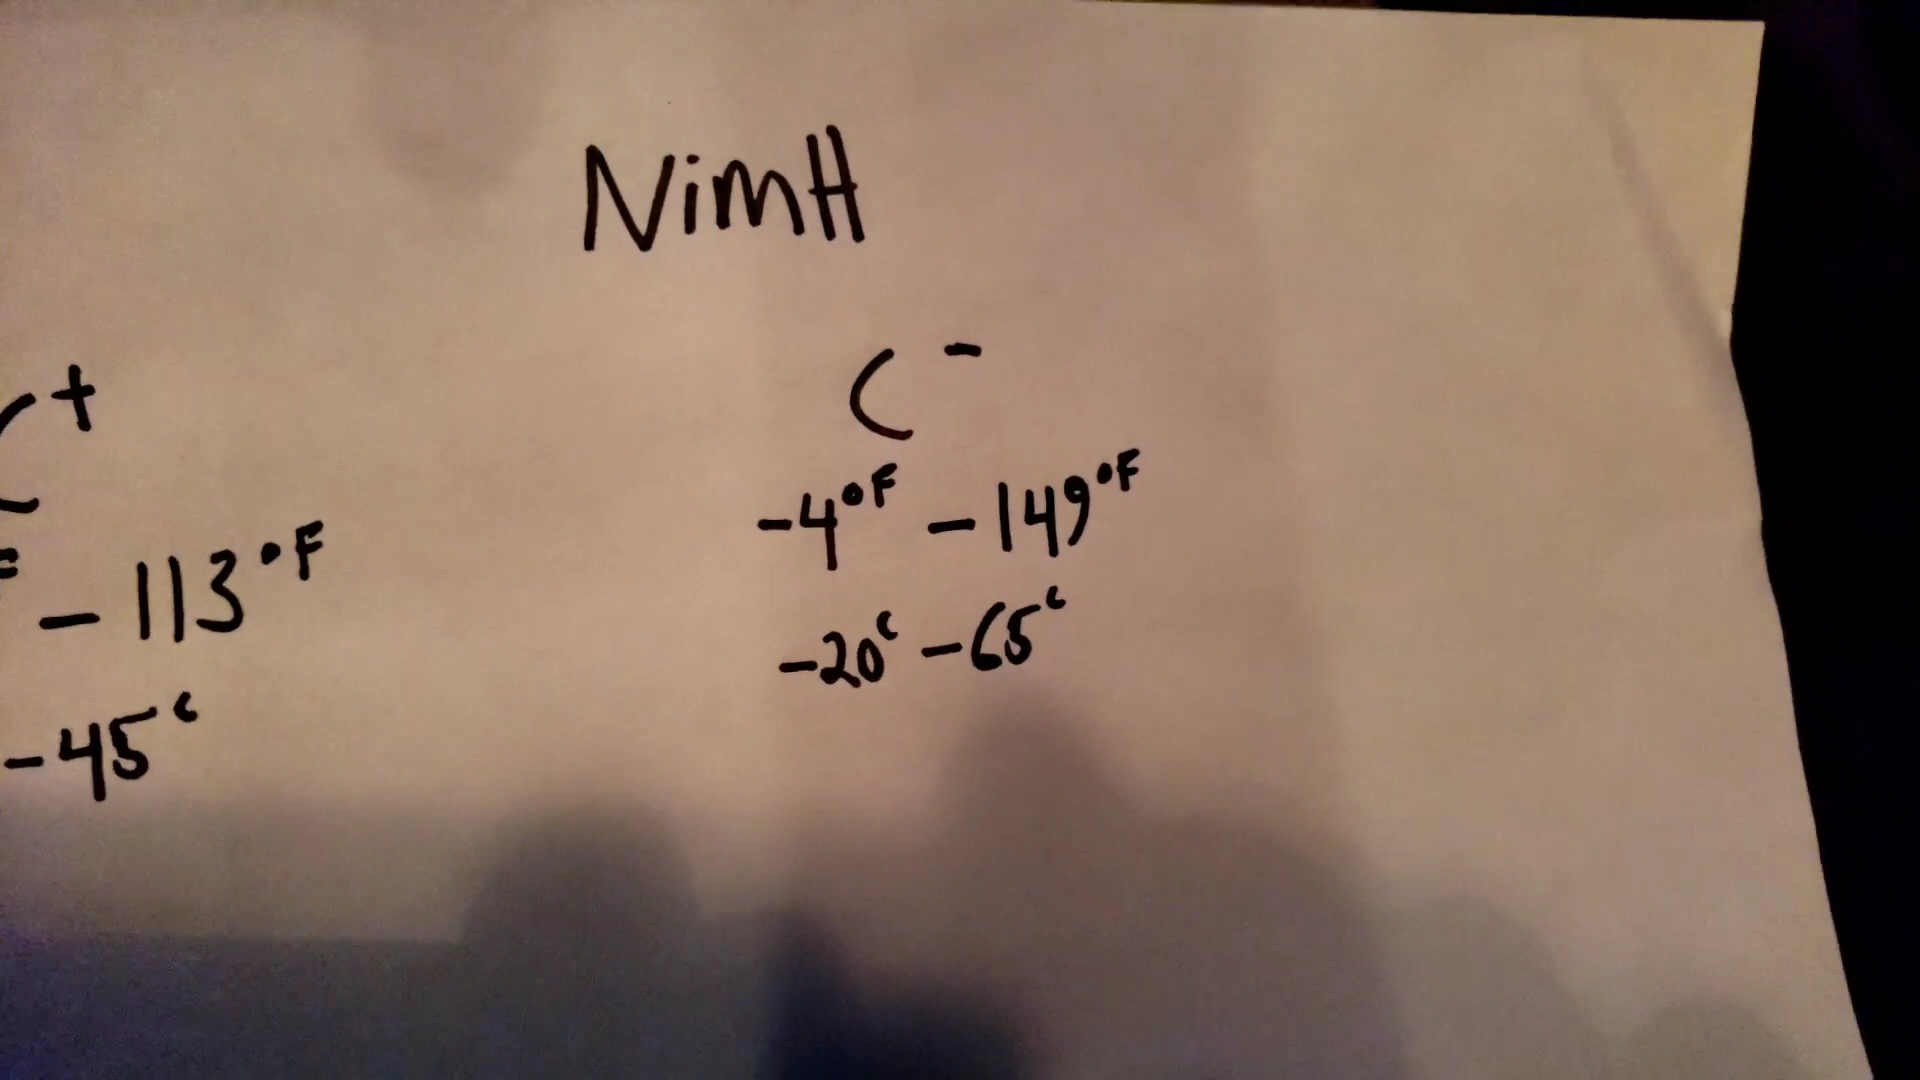 NimH
C +
C -
- 113°F
-4°F - 149°F
- 45c
-20c - 65c